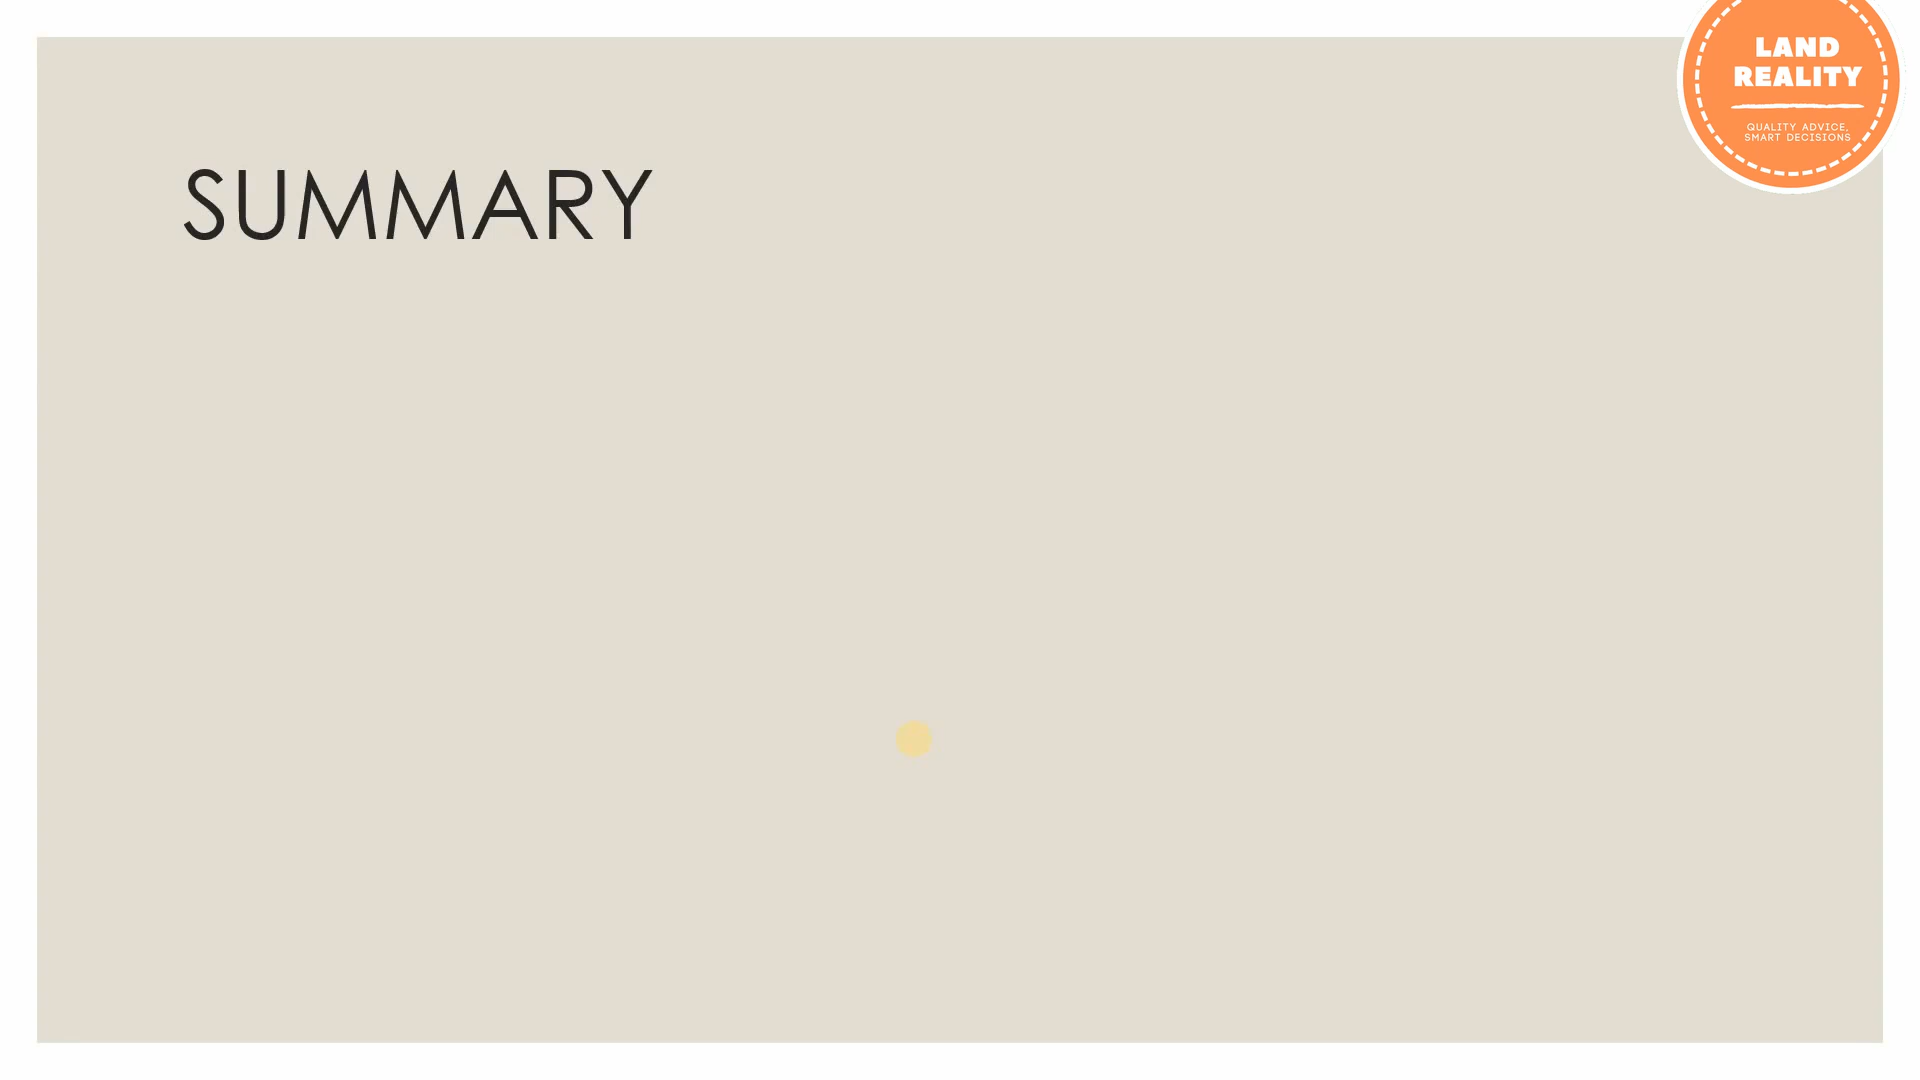 LAND
REALITY
QUALITY ADVICE,
SMART DECISIONS
SUMMARY